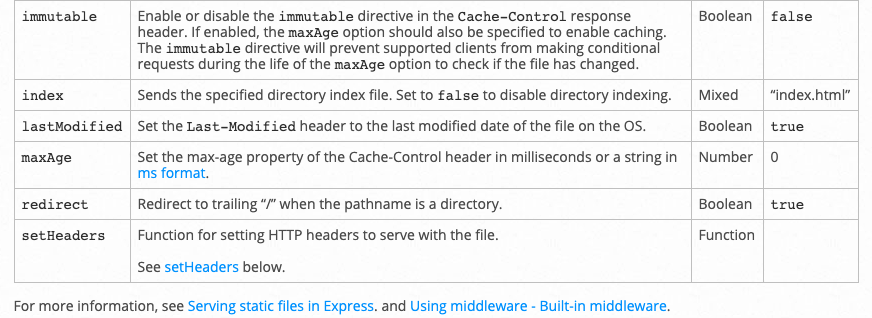 immutable Enable or disable the immutable directive in the Cache-Control response Boolean false
header. If enabled, the maxAge option should also be specified to enable caching.
The immutable directive will prevent supported clients from making conditional
requests during the life of the maxAge option to check if the file has changed.
index Sends the specified directory index file. Set to false to disable directory indexing. Mixed “index.html”
lastModified Set the Last-Modified header to the last modified date of the file on the OS. Boolean true
maxAge Set the max-age property of the Cache-Control header in milliseconds or a string in Number 0
ms format.
redirect Redirect to trailing “/” when the pathname is a directory. Boolean true
setHeaders Function for setting HTTP headers to serve with the file. Function
See setHeaders below.
For more information, see Serving static files in Express. and Using middleware - Built-in middleware.